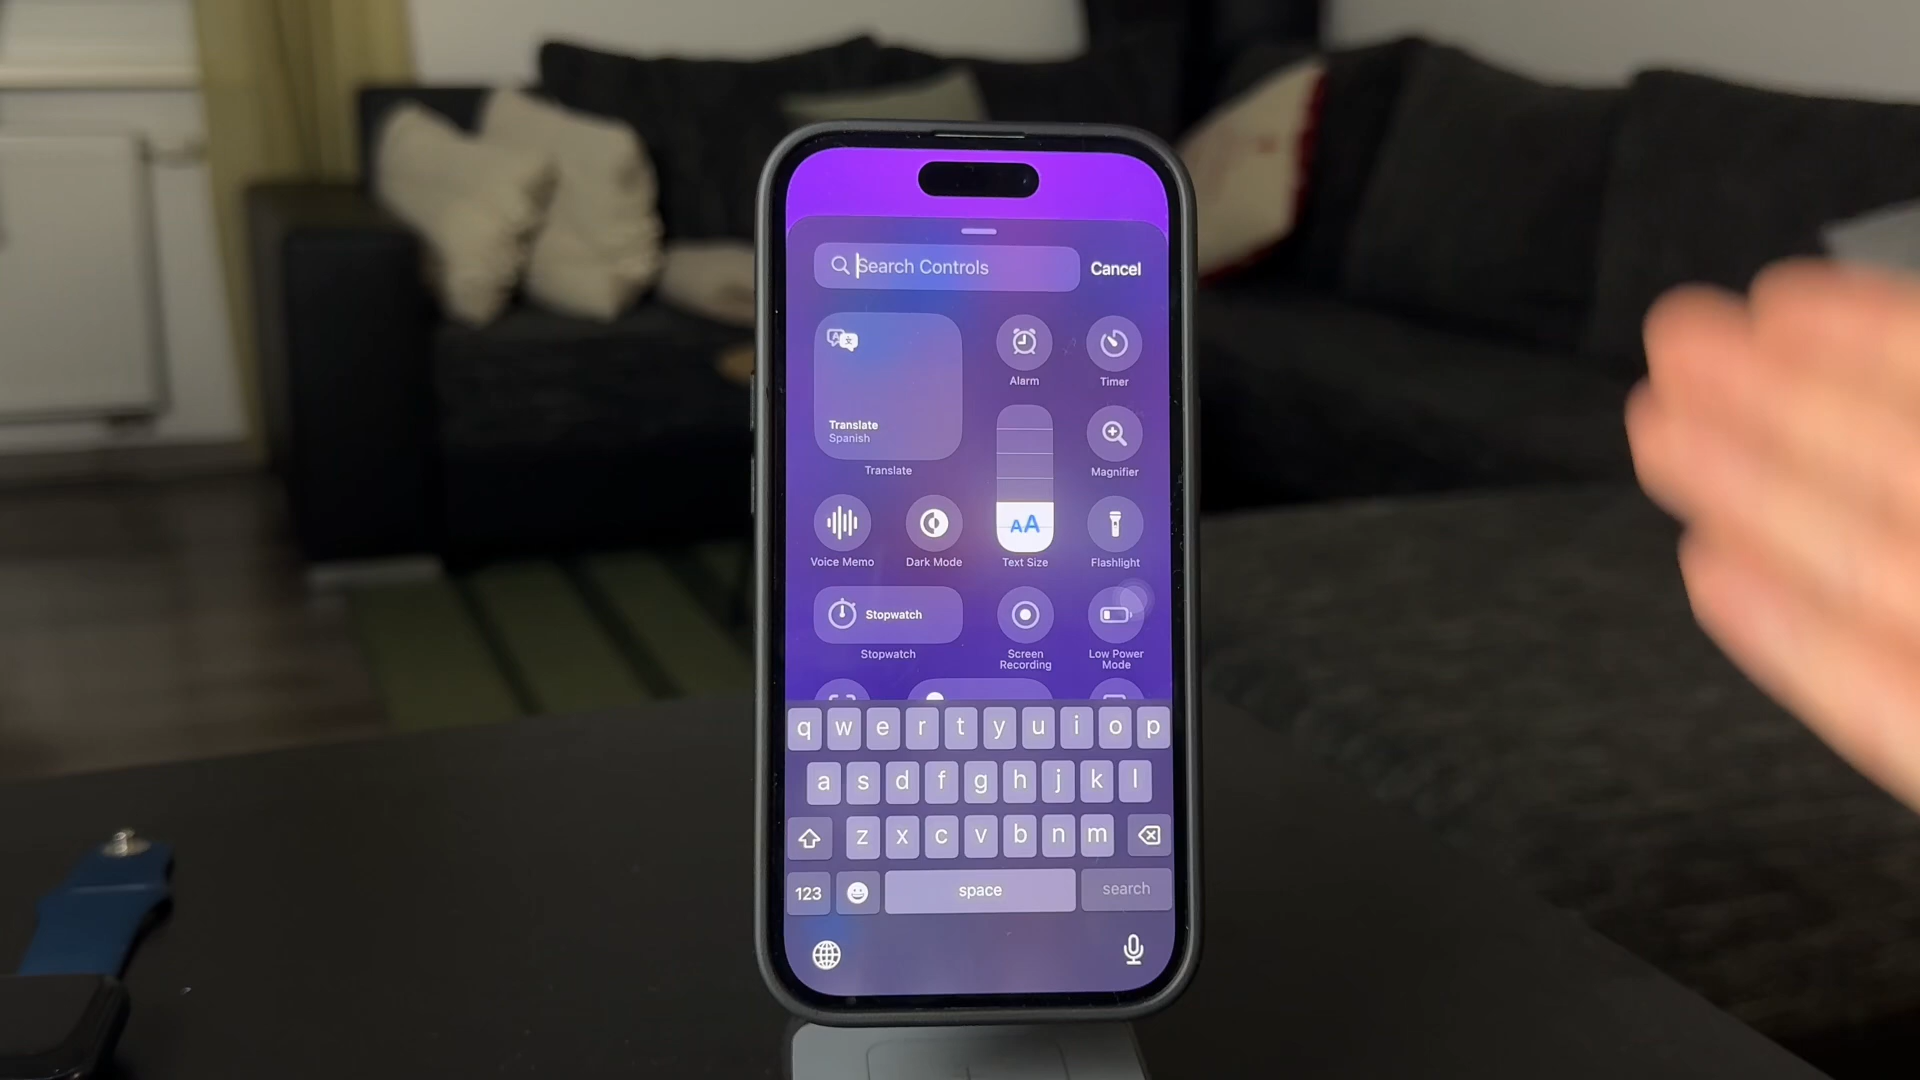 Search Controls
Cancel
Translate
Spanish
Translate
Alarm
Timer
Magnifier
AA
Voice Memo
Dark Mode
Text Size
Flashlight
Stopwatch
Stopwatch
Screen
Recording
Low Power
Mode
q w e r t y u i o p
a s d f g h j k l
z x c v b n m
123
space
search